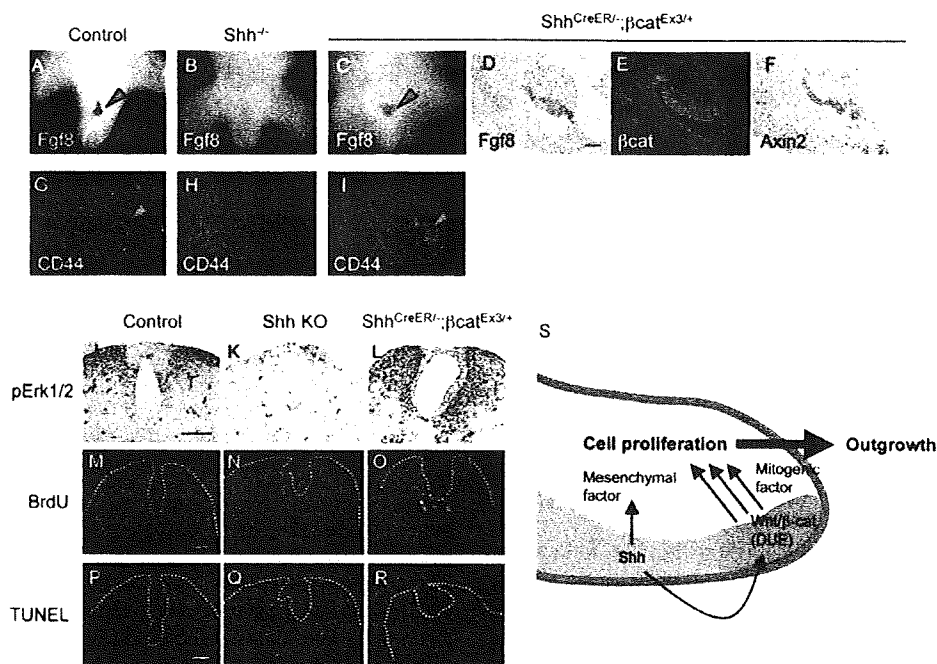 Shh^CreER/-;βcat^Ex3/+
Control
Shh^-/-
A
B
C
D
E
F
Fgf8
Fgf8
Fgf8
Fgf8
βcat
Axin2
G
H
I
CD44
CD44
CD44
Control
Shh KO
Shh^CreER/-;βcat^Ex3/+
S
J
K
L
pErk1/2
M
N
O
BrdU
P
Q
R
TUNEL
Cell proliferation
Outgrowth
Mesenchymal
factor
Mitogenic
factor
Wnt/β-cat
(DUE)
Shh